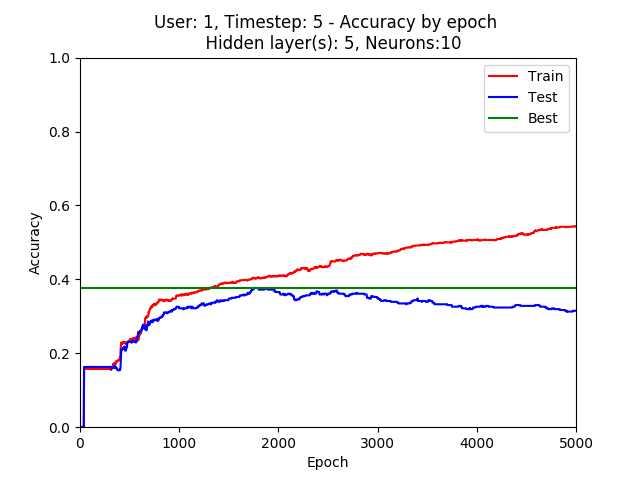 User: 1, Timestep: 5 - Accuracy by epoch
Hidden layer(s): 5, Neurons:10
1.0
0.8
0.6
0.4
0.2
0.0
Accuracy
Train
Test
Best
0
1000
2000
3000
4000
5000
Epoch